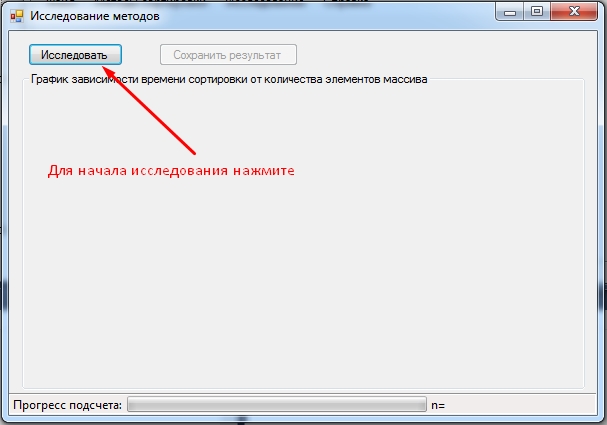 Исследование методов
Исследовать
Сохранить результат
График зависимости времени сортировки от количества элементов массива
Для начала исследования нажмите
Прогресс подсчета:
n=